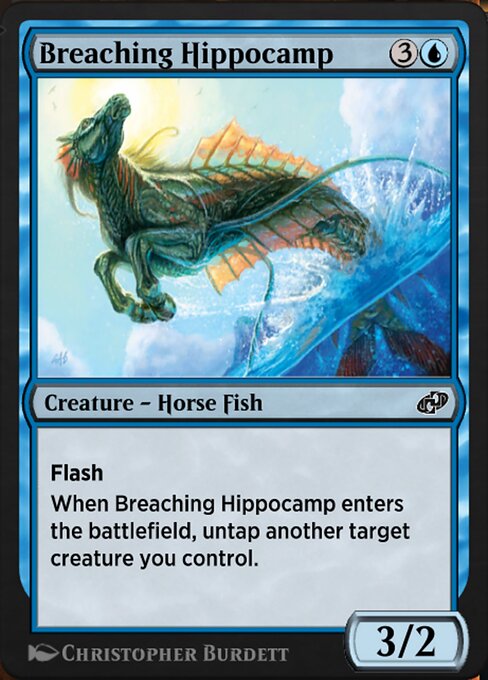 Breaching Hippocamp 3
Creature – Horse Fish
Flash
When Breaching Hippocamp enters
the battlefield, untap another target
creature you control.
3/2
Christopher Burdett